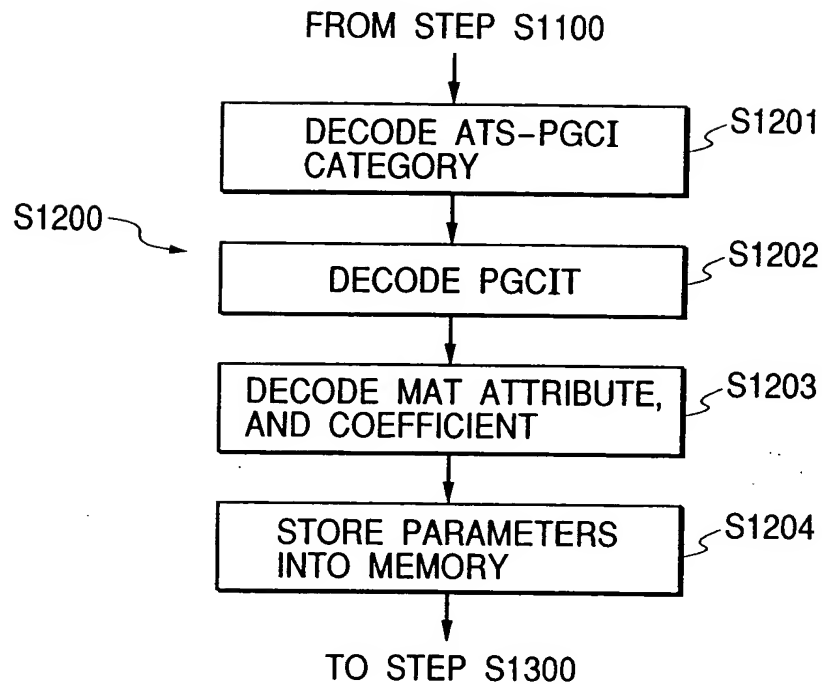 FROM STEP S1100
DECODE ATS-PGCI
CATEGORY
S1201
S1200
DECODE PGCIT
S1202
DECODE MAT ATTRIBUTE,
AND COEFFICIENT
S1203
STORE PARAMETERS
INTO MEMORY
S1204
TO STEP S1300